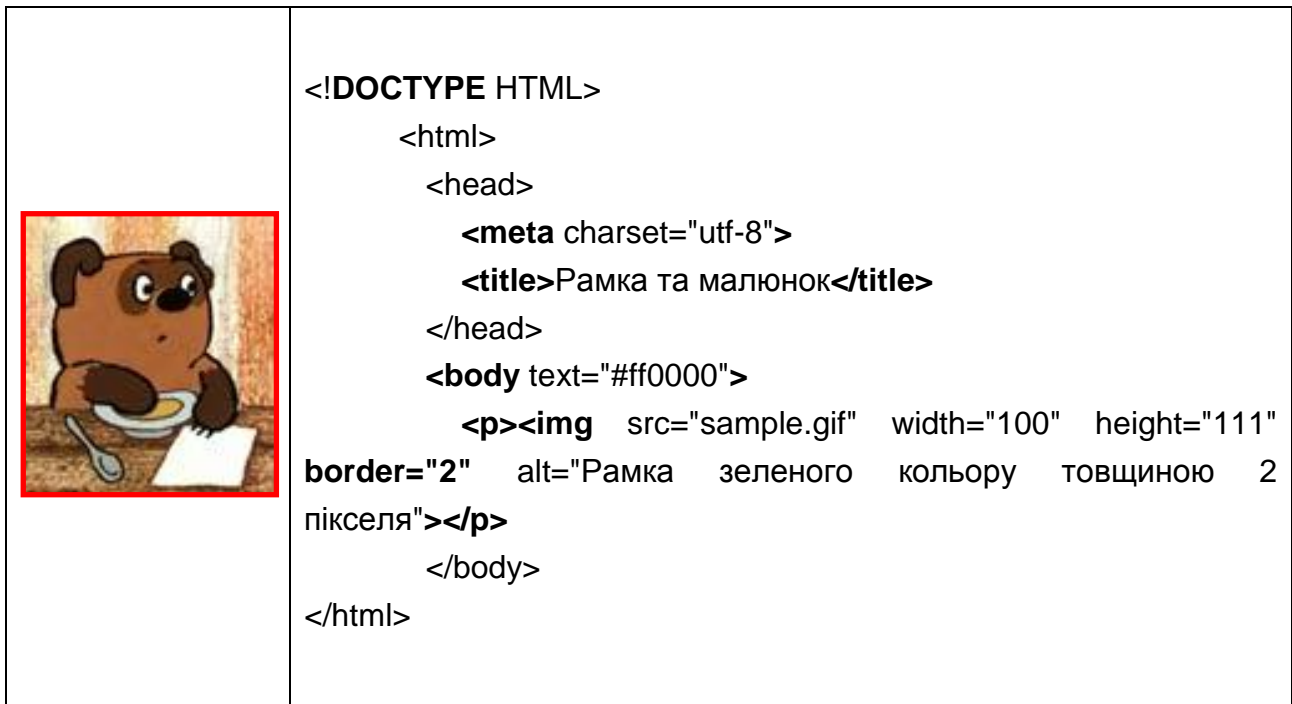 <!DOCTYPE HTML>
<html>
<head>
<meta charset="utf-8">
<title>Рамка та малюнок</title>
</head>
<body text="#ff0000">
<p><img src="sample.gif" width="100" height="111"
border="2" alt="Рамка зеленого кольору товщиною 2
пікселя"></p>
</body>
</html>